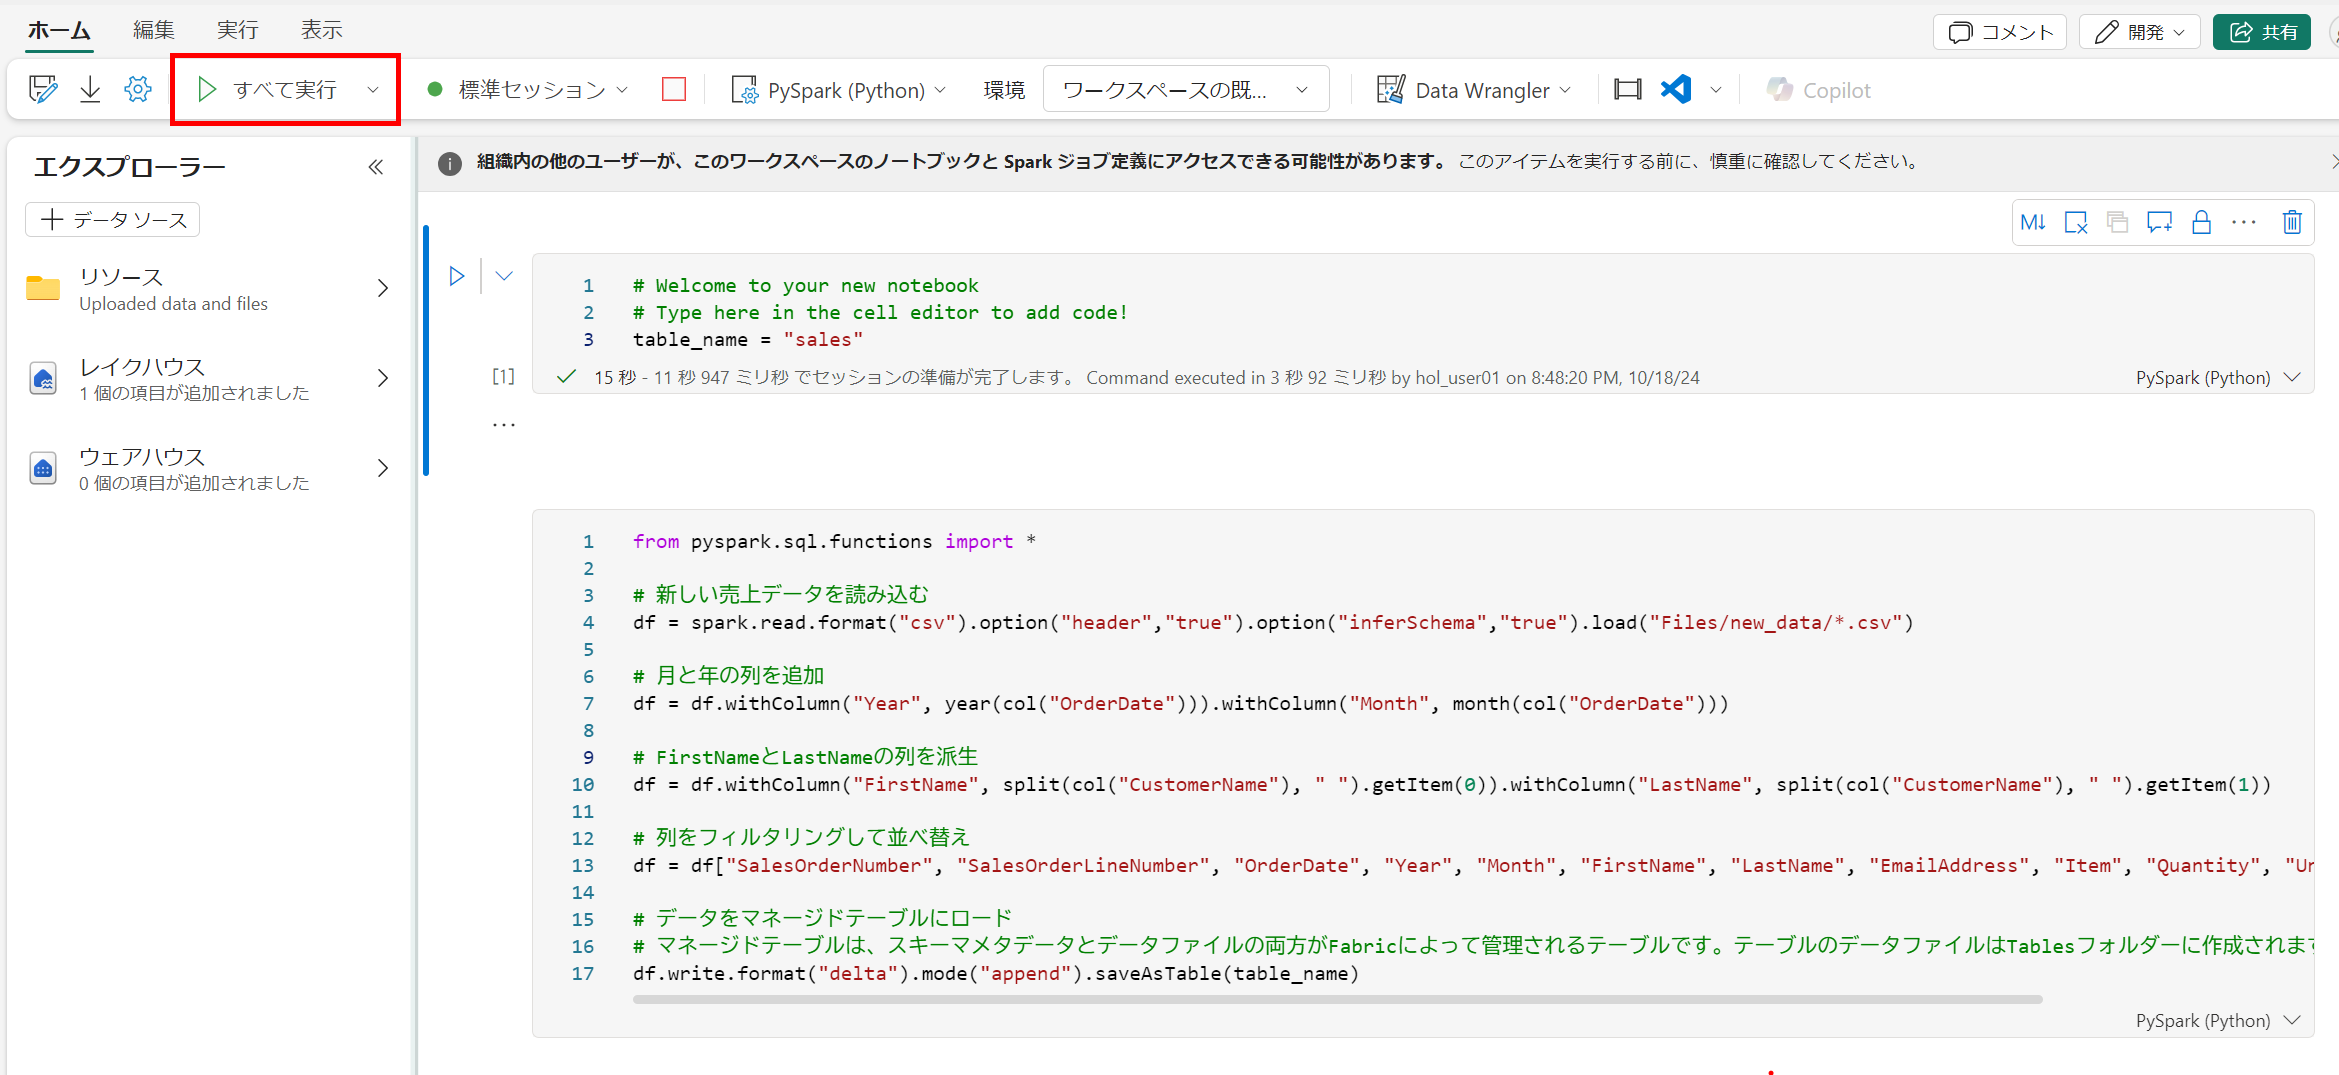 ホーム 編集 実行 表示 コメント 開発 共有
すべて実行 標準セッション PySpark (Python) 環境 ワークスペースの既... Data Wrangler Copilot
エクスプローラー
データ ソース
リソース
Uploaded data and files
レイクハウス
1 個の項目が追加されました
ウェアハウス
0 個の項目が追加されました
組織内の他のユーザーが、このワークスペースのノートブックと Spark ジョブ定義にアクセスできる可能性があります。 このアイテムを実行する前に、慎重に確認してください。
M↓ ...
1 # Welcome to your new notebook
2 # Type here in the cell editor to add code!
3 table_name = "sales"
[1] 15 秒 - 11 秒 947 ミリ秒 でセッションの準備が完了します。 Command executed in 3 秒 92 ミリ秒 by hol_user01 on 8:48:20 PM, 10/18/24 PySpark (Python)
...
1 from pyspark.sql.functions import *
2
3 # 新しい売上データを読み込む
4 df = spark.read.format("csv").option("header","true").option("inferSchema","true").load("Files/new_data/*.csv")
5
6 # 月と年の列を追加
7 df = df.withColumn("Year", year(col("OrderDate"))).withColumn("Month", month(col("OrderDate")))
8
9 # FirstNameとLastNameの列を派生
10 df = df.withColumn("FirstName", split(col("CustomerName"), " ").getItem(0)).withColumn("LastName", split(col("CustomerName"), " ").getItem(1))
11
12 # 列をフィルタリングして並べ替え
13 df = df["SalesOrderNumber", "SalesOrderLineNumber", "OrderDate", "Year", "Month", "FirstName", "LastName", "EmailAddress", "Item", "Quantity", "Un
14
15 # データをマネージドテーブルにロード
16 # マネージドテーブルは、スキーマメタデータとデータファイルの両方がFabricによって管理されるテーブルです。テーブルのデータファイルはTablesフォルダーに作成されます
17 df.write.format("delta").mode("append").saveAsTable(table_name)
PySpark (Python)